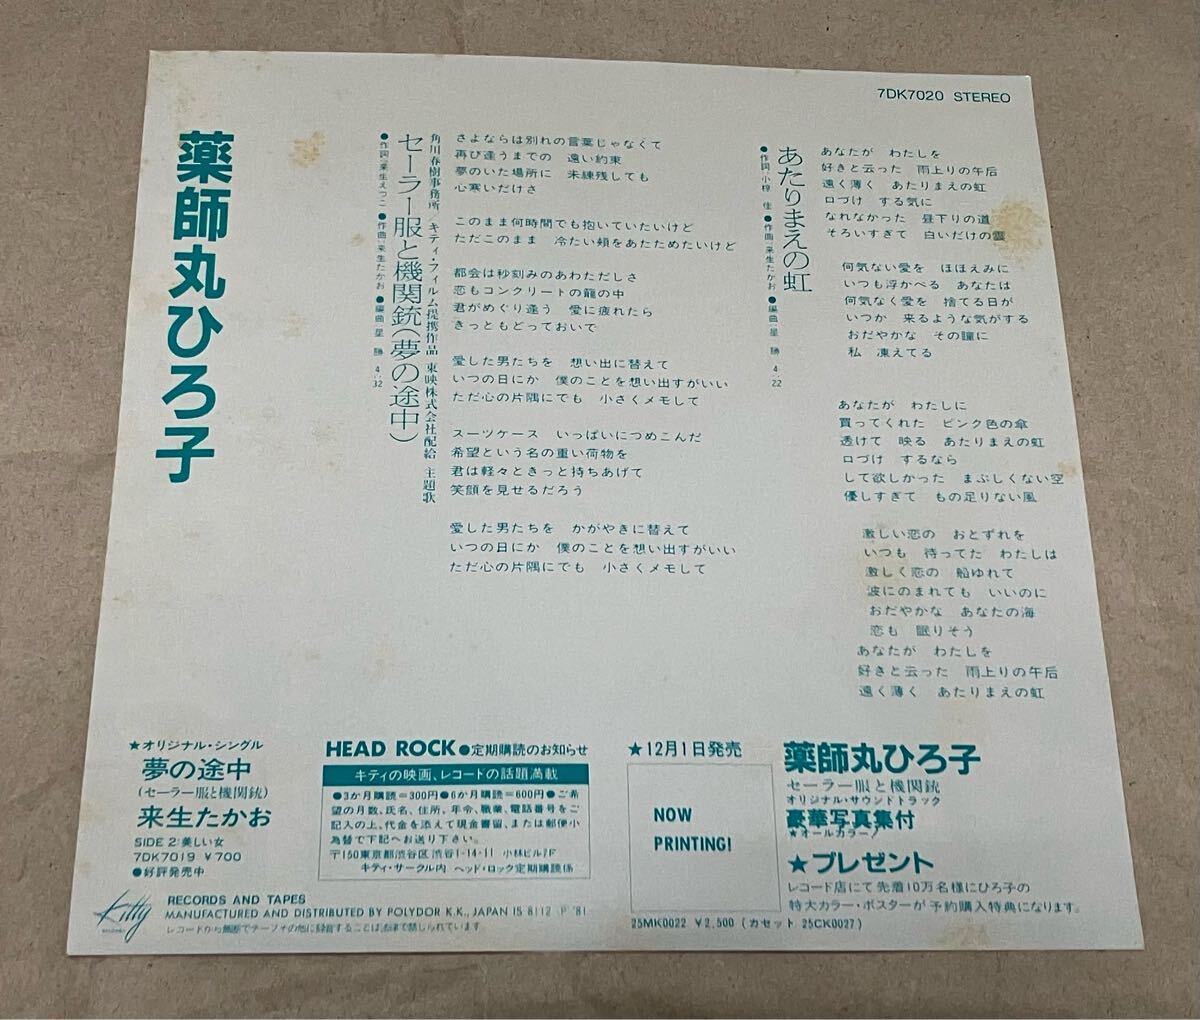 7DK7020 STEREO
薬師丸ひろ子
角川春樹事務所/キティ・フィルム提携作品 東映株式会社配給 主題歌
セーラー服と機関銃(夢の途中)
●作詞:来生えつこ ●作曲:来生たかお ●編曲:星 勝 4:32
さよならは別れの言葉じゃなくて
再び逢うまでの 遠い約束
夢のいた場所に 未練残しても
心寒いだけさ
このまま何時間でも抱いていたいけど
ただこのまま 冷たい頬をあたためたいけど
都会は秒刻みのあわただしさ
恋もコンクリートの籠の中
君がめぐり逢う 愛に疲れたら
きっともどっておいで
愛した男たちを 想い出に替えて
いつの日にか 僕のことを想い出すがいい
ただ心の片隅にでも 小さくメモして
スーツケース いっぱいにつめこんだ
希望という名の重い荷物を
君は軽々ときっと持ちあげて
笑顔を見せるだろう
愛した男たちを かがやきに替えて
いつの日にか 僕のことを想い出すがいい
ただ心の片隅にでも 小さくメモして
あたりまえの虹
●作詞:小椋 佳 ●作曲:来生たかお ●編曲:星 勝 4:22
あなたが わたしを
好きと云った 雨上りの午后
遠く薄く あたりまえの虹
口づけ する気に
なれなかった 昼下りの道
そろいすぎて 白いだけの雲
何気ない愛を ほほえみに
いつも浮かべる あなたは
何気なく愛を 捨てる日が
いつか 来るような気がする
おだやかな その瞳に
私 凍えてる
あなたが わたしに
買ってくれた ピンク色の傘
透けて 映る あたりまえの虹
口づけ するなら
して欲しかった まぶしくない空
優しすぎて もの足りない風
激しい恋の おとずれを
いつも 待ってた わたしは
激しく恋の 船ゆれて
波にのまれても いいのに
おだやかな あなたの海
恋も 眠りそう
あなたが わたしを
好きと云った 雨上りの午后
遠く薄く あたりまえの虹
★オリジナル・シングル
夢の途中
(セーラー服と機関銃)
来生たかお
SIDE 2:美しい女
7DK7019 ¥700
●好評発売中
HEAD ROCK ●定期購読のお知らせ
キティの映画、レコードの話題満載
●3か月購読=300円●6か月購読=600円●ご希
望の月数、氏名、住所、年令、職業、電話番号をご
記入の上、代金を添えて現金書留、または郵便小
為替で下記へお送り下さい。
〒150東京都渋谷区渋谷1-14-11 小林ビル7F
キティ・サークル内 ヘッド・ロック定期購読係
★12月1日発売
NOW
PRINTING!
25MK0022 ¥2,500 (カセット 25CK0027)
薬師丸ひろ子
セーラー服と機関銃
オリジナル・サウンドトラック
豪華写真集付
★オールカラー!
★プレゼント
レコード店にて先着10万名様にひろ子の
特大カラー・ポスターが予約購入特典になります。
Kitty
RECORDS
RECORDS AND TAPES
MANUFACTURED AND DISTRIBUTED BY POLYDOR K.K., JAPAN IS 8112 Ⓟ '81
レコードから無断でテープその他に録音することは法律で禁じられています